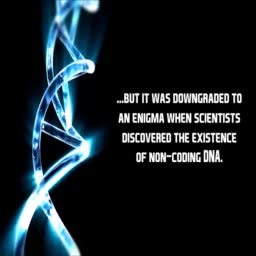 ...BUT IT WAS DOWNGRADED TO
AN ENIGMA WHEN SCIENTISTS
DISCOVERED THE EXISTENCE
OF NON-CODING DNA.